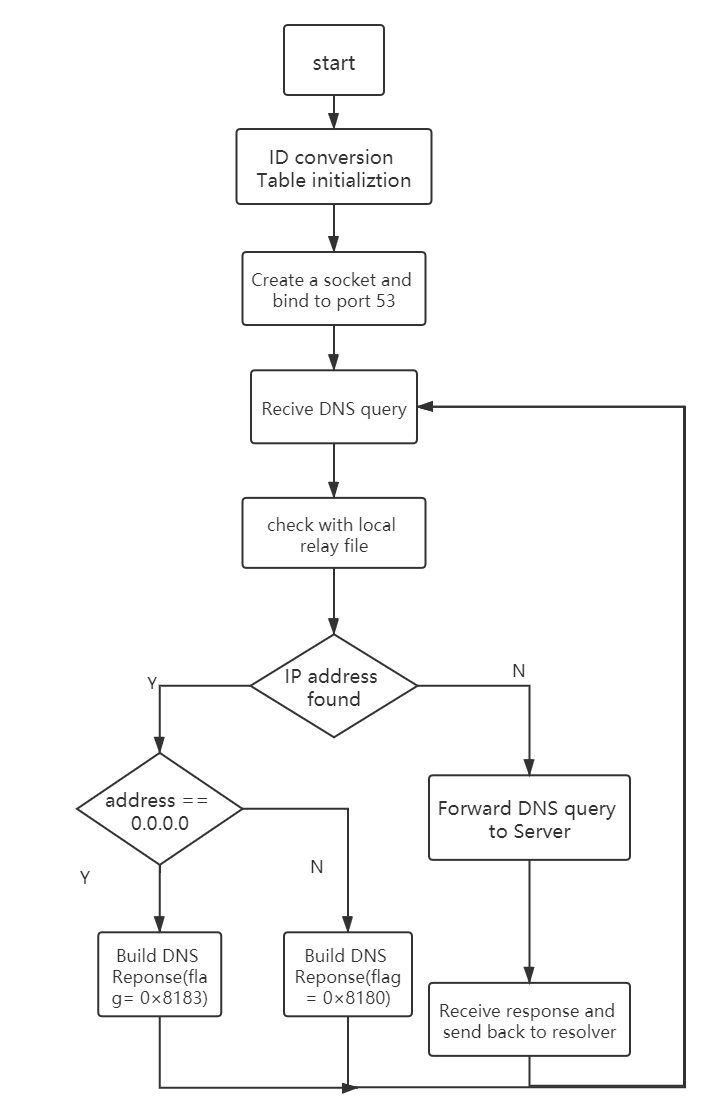 start
ID conversion
Table initializtion
Create a socket and
bind to port 53
Recive DNS query
check with local
relay file
IP address
found
Y
N
address ==
0.0.0.0
Forward DNS query
to Server
Y
N
Build DNS
Reponse(fla
g= 0×8183)
Build DNS
Reponse(flag
= 0×8180)
Receive response and
send back to resolver